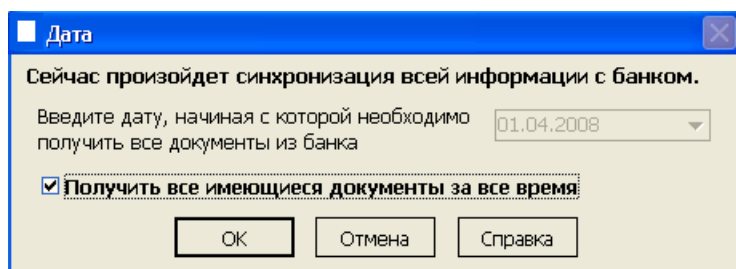 Дата
Сейчас произойдет синхронизация всей информации с банком.
Введите дату, начиная с которой необходимо
получить все документы из банка
01.04.2008
Получить все имеющиеся документы за все время
ОК
Отмена
Справка